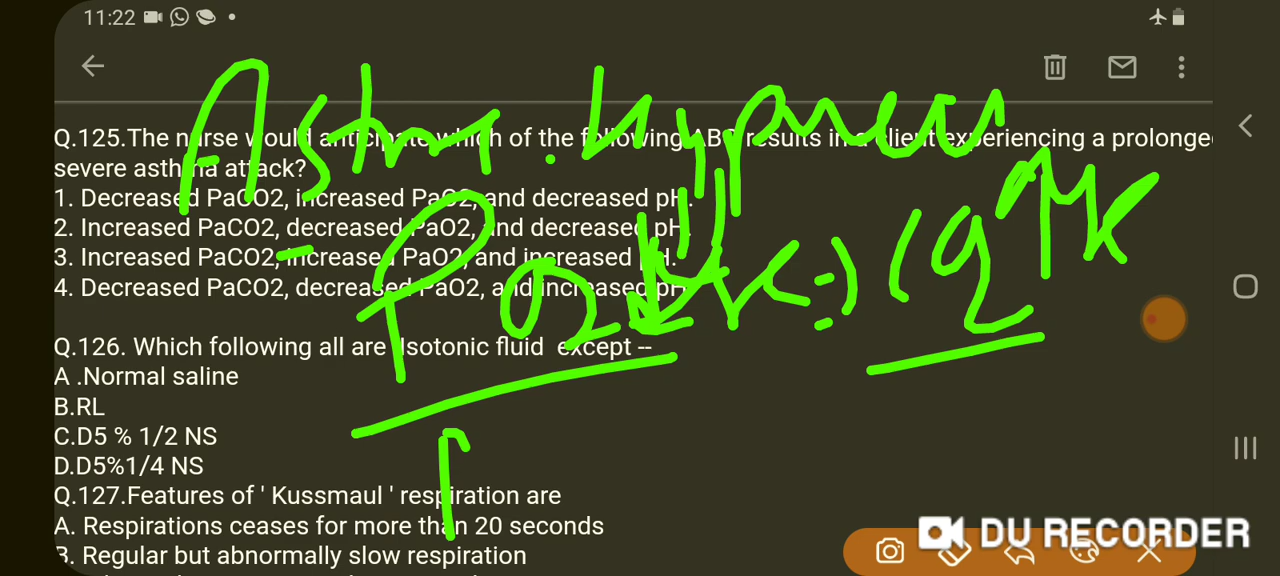 11:22
Q.125.The nurse would anticipate which of the following ABG results in a client experiencing a prolonge
severe asthma attack?
1. Decreased PaCO2, increased PaO2, and decreased pH.
2. Increased PaCO2, decreased PaO2, and decreased pH.
3. Increased PaCO2, increased PaO2, and increased pH.
4. Decreased PaCO2, decreased PaO2, and increased pH.
Q.126. Which following all are Isotonic fluid except --
A .Normal saline
B.RL
C.D5 % 1/2 NS
D.D5%1/4 NS
Q.127.Features of ' Kussmaul ' respiration are
A. Respirations ceases for more than 20 seconds
B. Regular but abnormally slow respiration
DU RECORDER